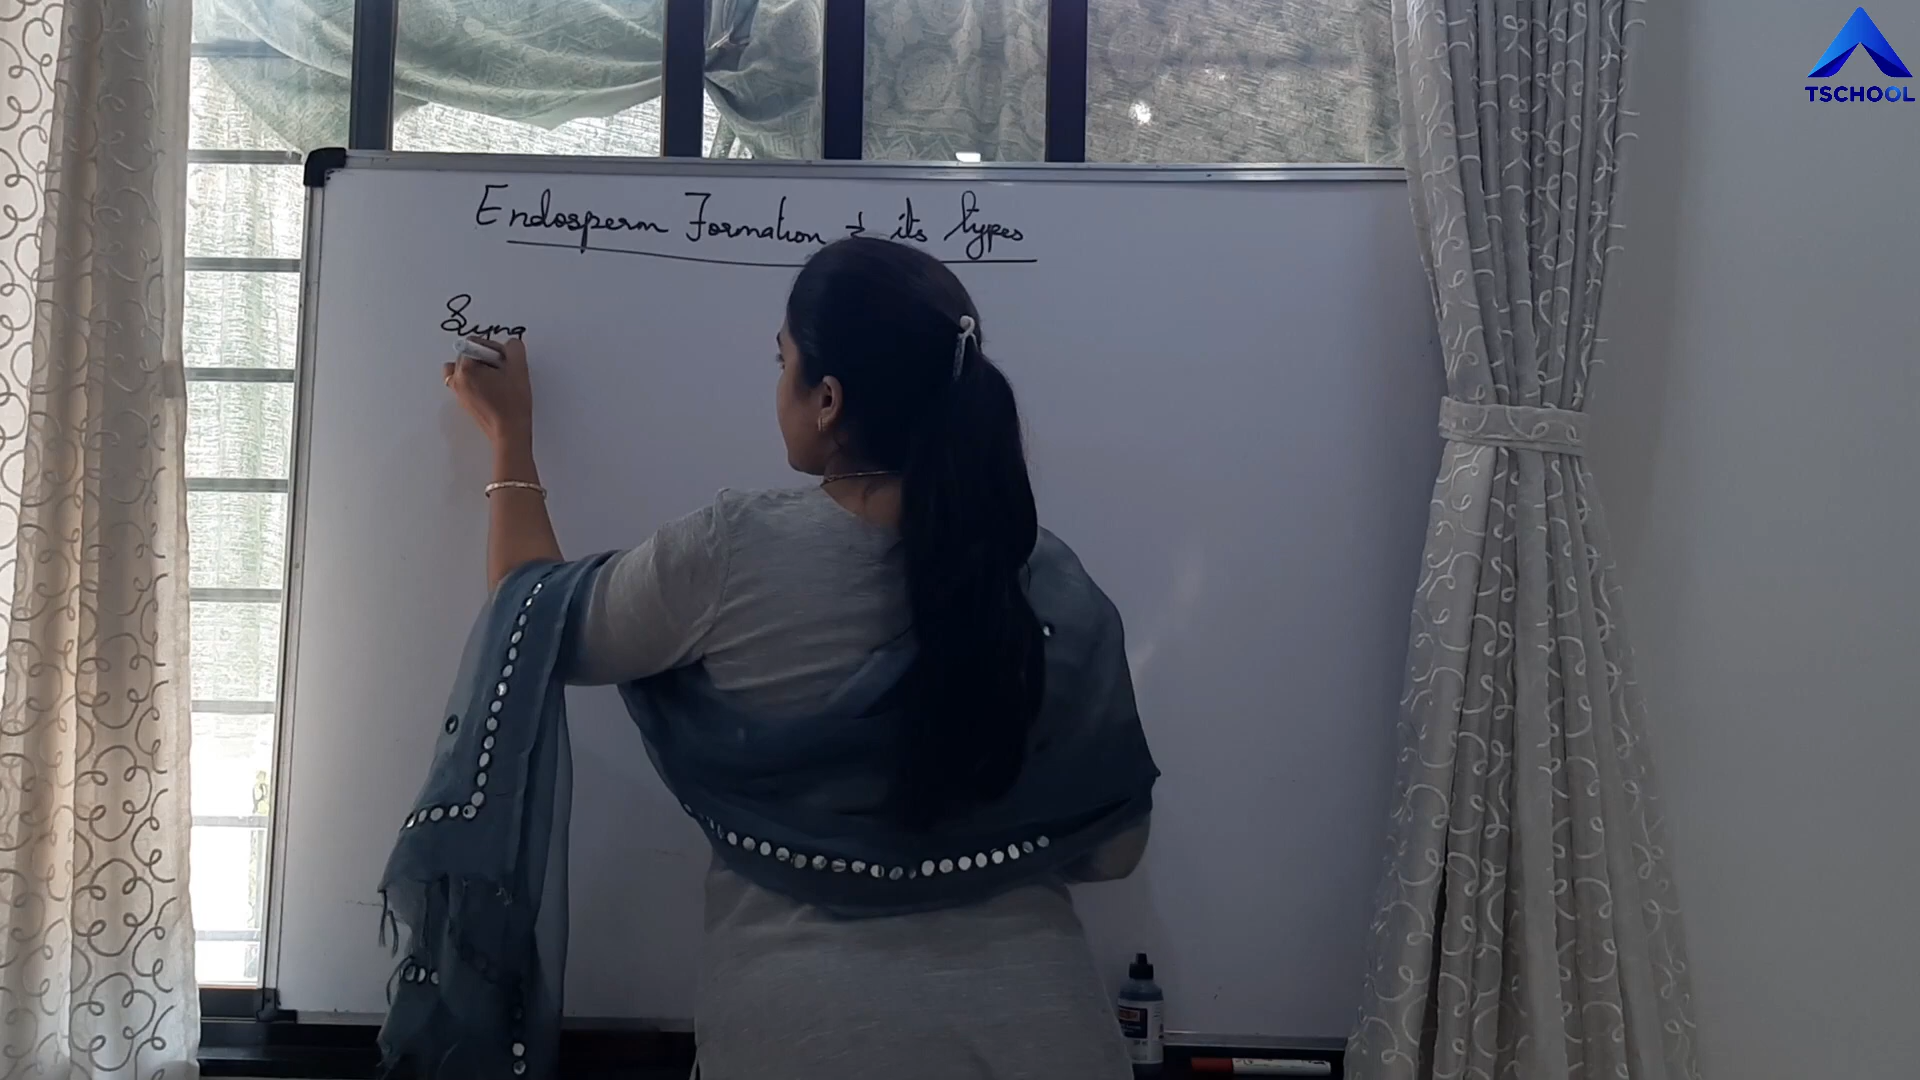 TSCHOOL
Endosperm Formation & its types
Syng